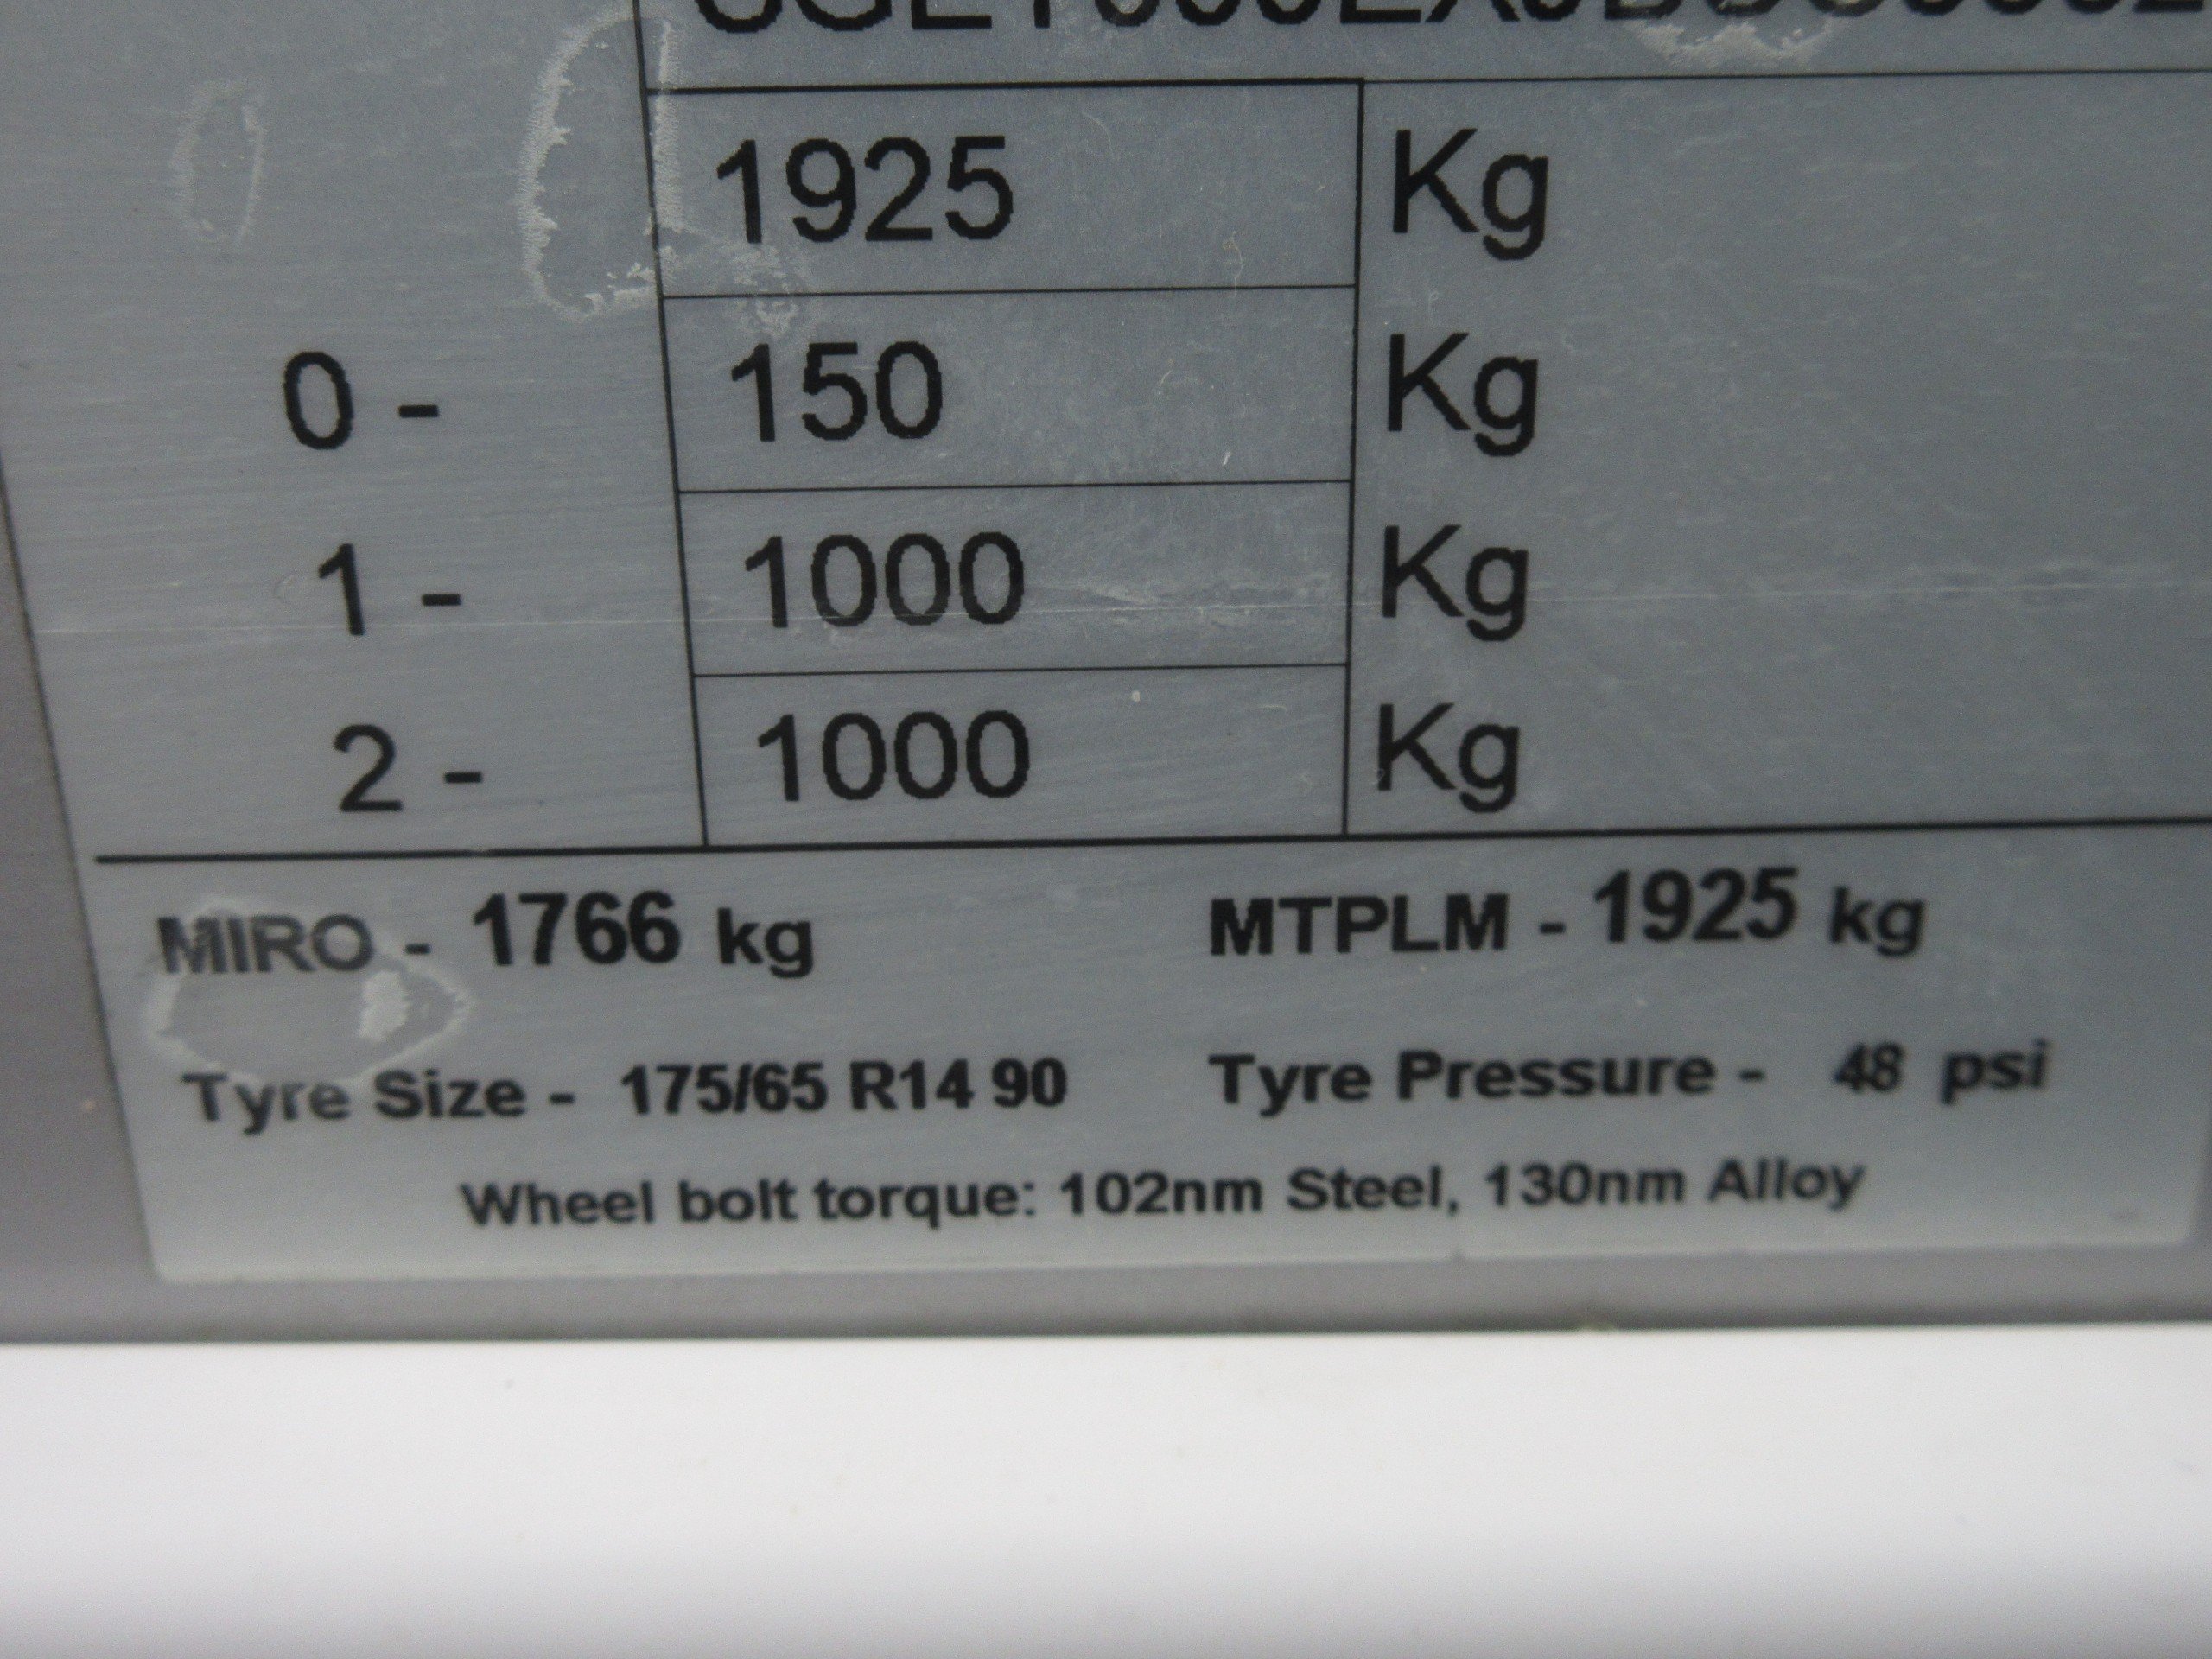 1925 Kg
0 - 150 Kg
1 - 1000 Kg
2 - 1000 Kg
MIRO - 1766 kg MTPLM - 1925 kg
Tyre Size - 175/65 R14 90 Tyre Pressure - 48 psi
Wheel bolt torque: 102nm Steel, 130nm Alloy